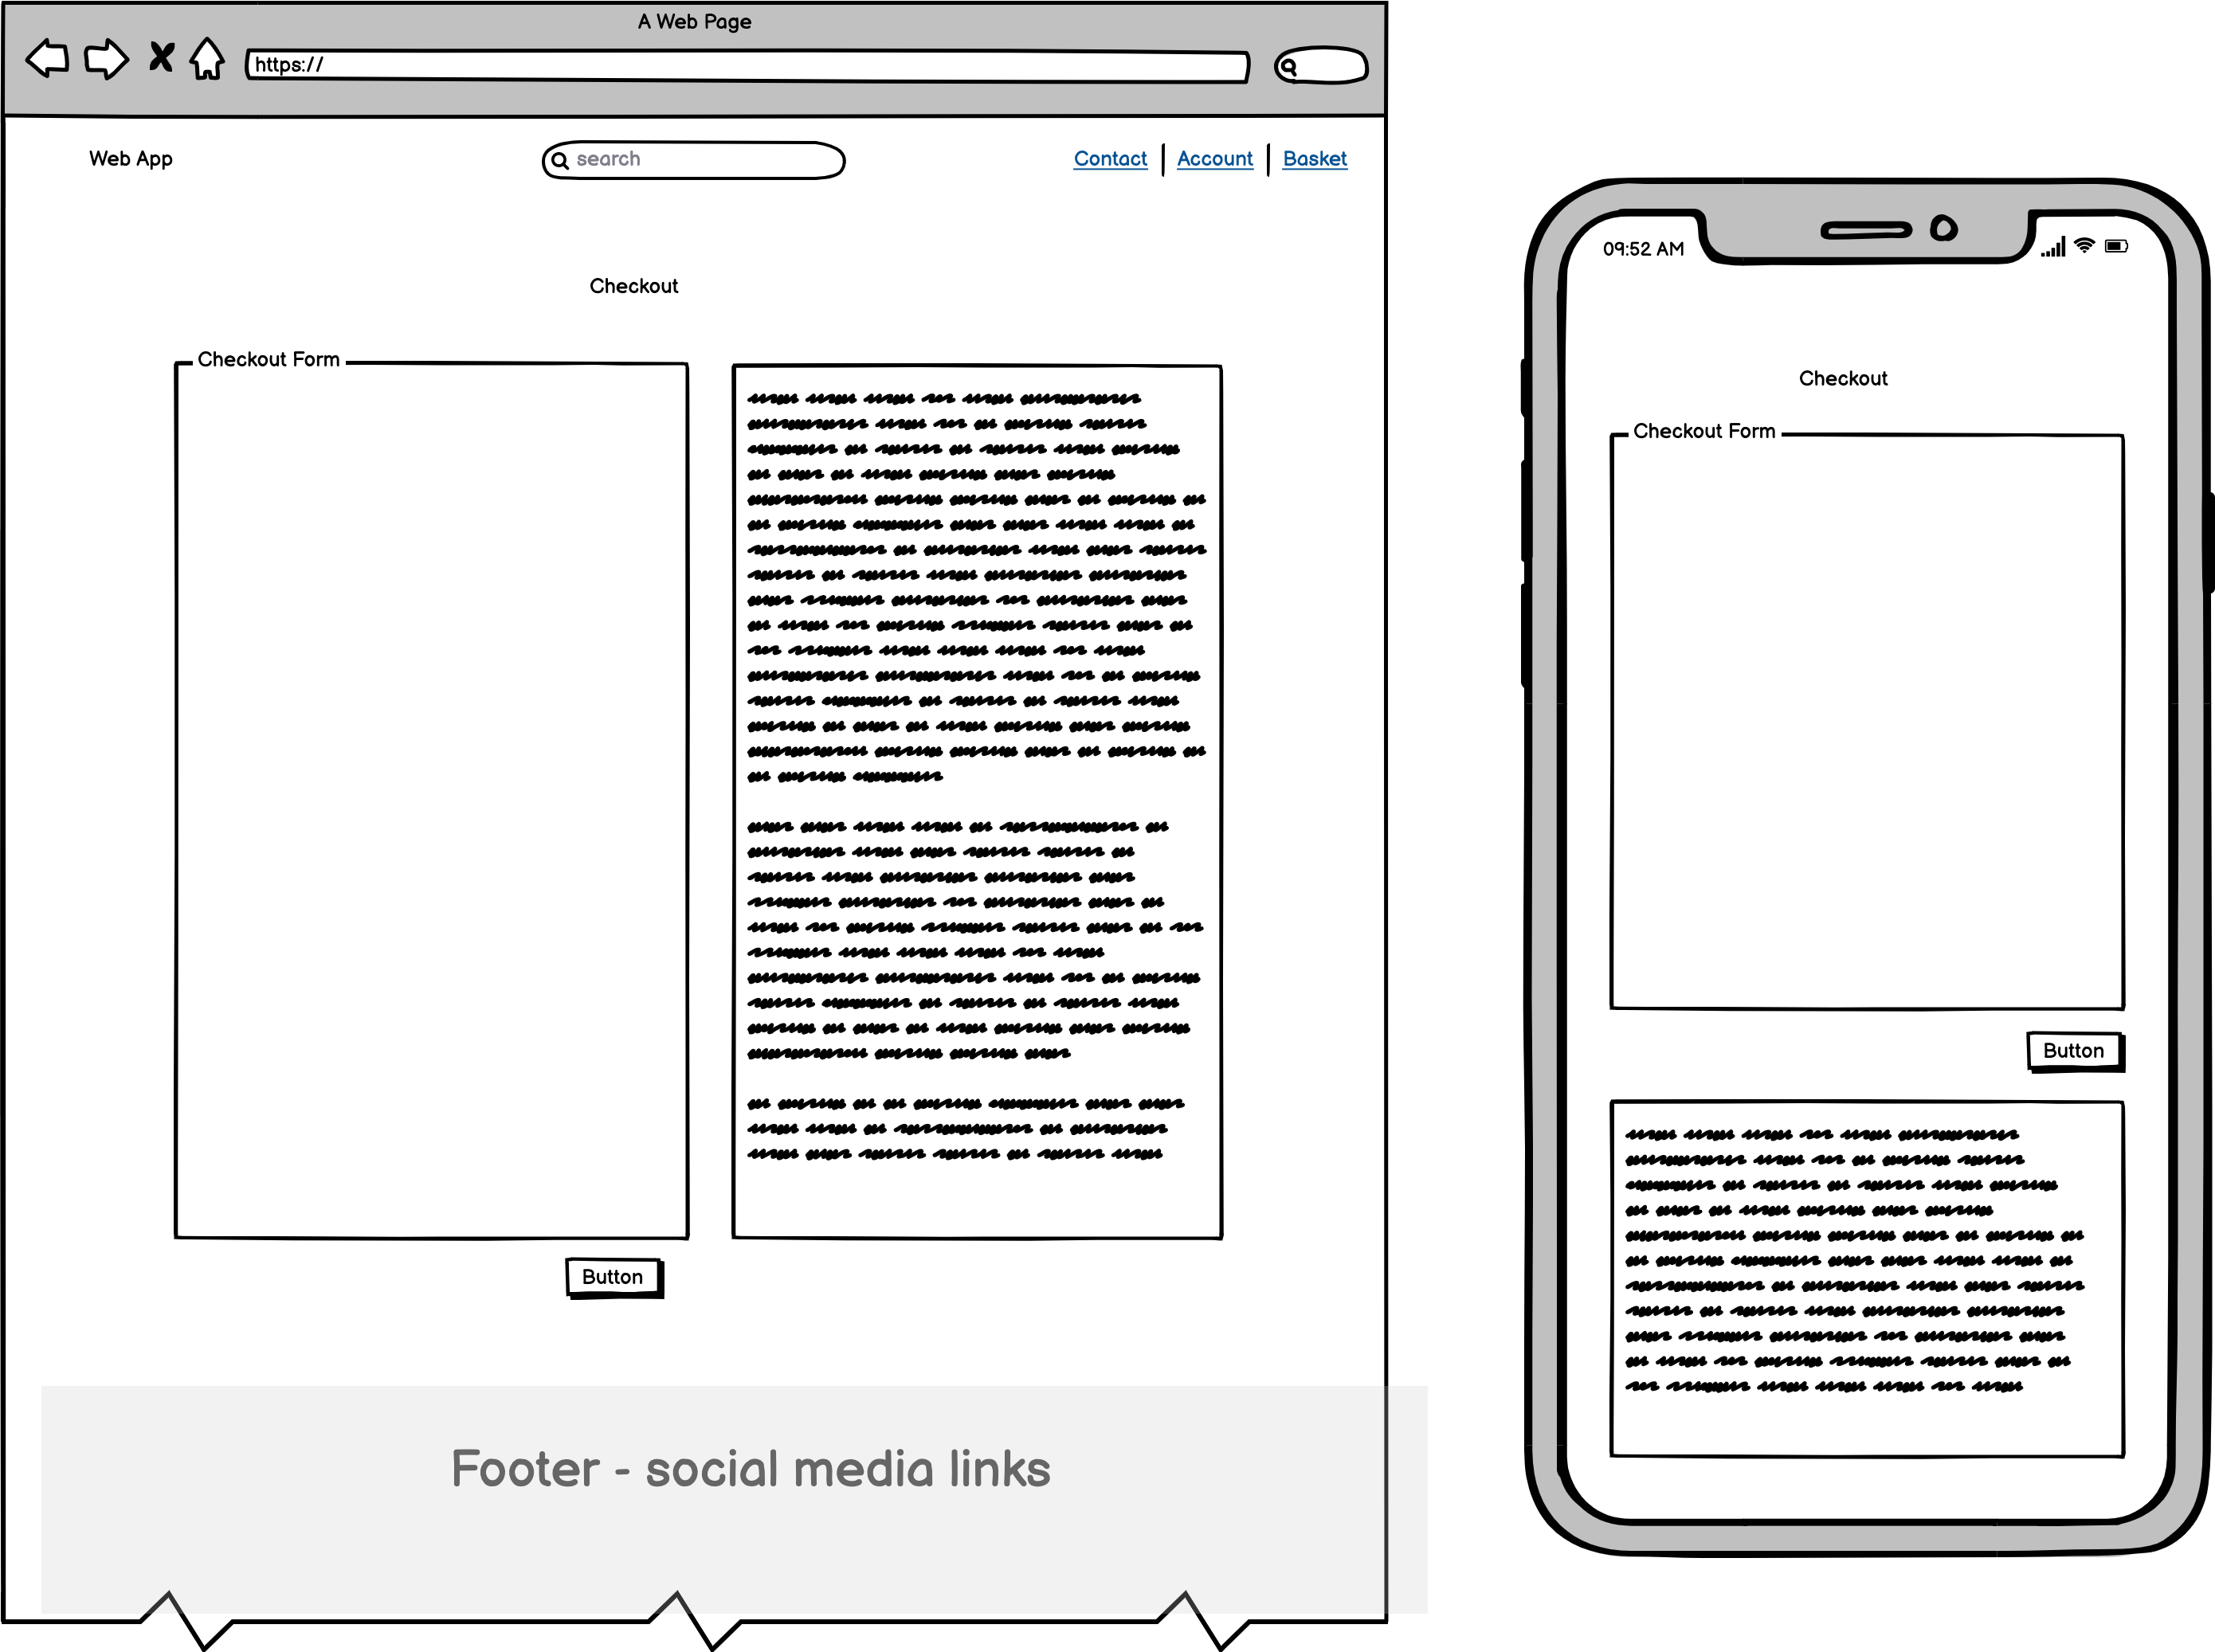 A Web Page
https://
Web App
search
Contact
Account
Basket
Checkout
Checkout Form
Button
Footer - social media links
09:52 AM
Checkout
Checkout Form
Button